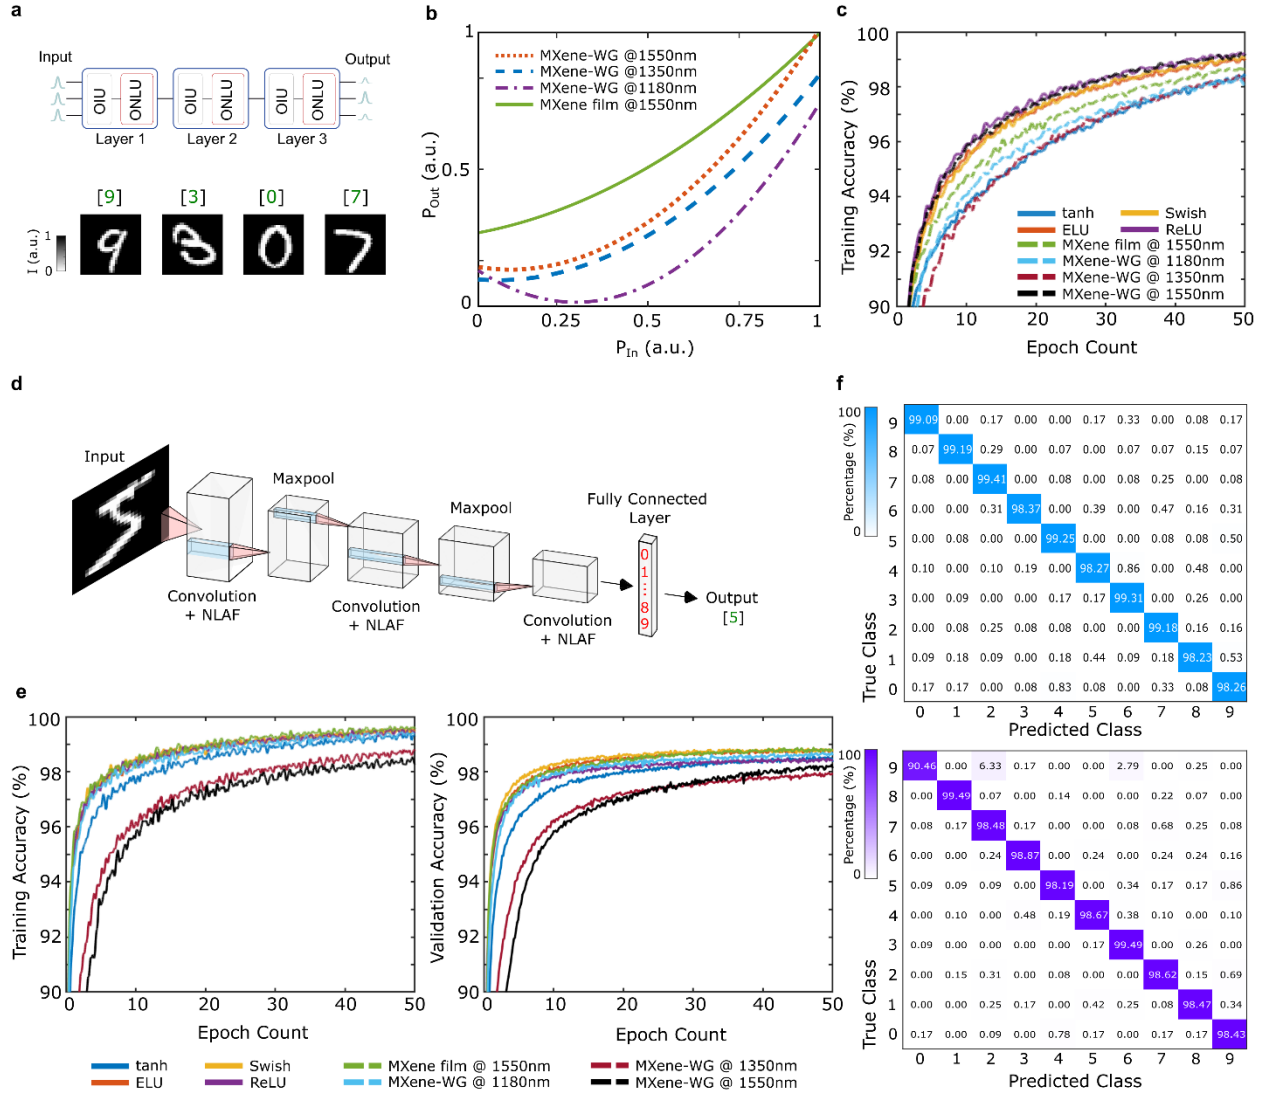 a
Input
Output
OIU
ONLU
OIU
ONLU
OIU
ONLU
Layer 1
Layer 2
Layer 3
[9]
[3]
[0]
[7]
I (a.u.)
1
0
b
MXene-WG @1550nm
MXene-WG @1350nm
MXene-WG @1180nm
MXene film @1550nm
P_Out (a.u.)
1
0.5
0
0
0.25
0.5
0.75
1
P_In (a.u.)
c
Training Accuracy (%)
100
98
96
94
92
90
tanh
Swish
ELU
ReLU
MXene film @ 1550nm
MXene-WG @ 1180nm
MXene-WG @ 1350nm
MXene-WG @ 1550nm
0 10 20 30 40 50
Epoch Count
d
Input
Maxpool
Maxpool
Fully Connected
Layer
Convolution
+ NLAF
Convolution
+ NLAF
Convolution
+ NLAF
0
1
:
:
8
9
Output
[5]
e
Training Accuracy (%)
100
98
96
94
92
90
0 10 20 30 40 50
Epoch Count
Validation Accuracy (%)
100
98
96
94
92
90
0 10 20 30 40 50
Epoch Count
tanh
Swish
MXene film @ 1550nm
MXene-WG @ 1350nm
ELU
ReLU
MXene-WG @ 1180nm
MXene-WG @ 1550nm
f
100
Percentage (%)
0
True Class
9 99.09 0.00 0.17 0.00 0.00 0.17 0.33 0.00 0.08 0.17
8 0.07 99.19 0.29 0.00 0.07 0.00 0.07 0.07 0.15 0.07
7 0.08 0.00 99.41 0.08 0.00 0.08 0.00 0.25 0.00 0.08
6 0.00 0.00 0.31 98.37 0.00 0.39 0.00 0.47 0.16 0.31
5 0.00 0.08 0.00 0.00 99.25 0.00 0.00 0.08 0.08 0.50
4 0.10 0.00 0.10 0.19 0.00 98.27 0.86 0.00 0.48 0.00
3 0.00 0.09 0.00 0.00 0.17 0.17 99.31 0.00 0.26 0.00
2 0.00 0.08 0.25 0.08 0.08 0.00 0.00 99.18 0.16 0.16
1 0.09 0.18 0.09 0.00 0.18 0.44 0.09 0.18 98.23 0.53
0 0.17 0.17 0.00 0.08 0.83 0.08 0.00 0.33 0.08 98.26
0 1 2 3 4 5 6 7 8 9
Predicted Class
100
Percentage (%)
0
True Class
9 90.46 0.00 6.33 0.17 0.00 0.00 2.79 0.00 0.25 0.00
8 0.00 99.49 0.07 0.00 0.14 0.00 0.00 0.22 0.07 0.00
7 0.08 0.17 98.48 0.17 0.00 0.00 0.08 0.68 0.25 0.08
6 0.00 0.00 0.24 98.87 0.00 0.24 0.00 0.24 0.24 0.16
5 0.09 0.09 0.09 0.00 98.19 0.00 0.34 0.17 0.17 0.86
4 0.00 0.10 0.00 0.48 0.19 98.67 0.38 0.10 0.00 0.10
3 0.09 0.00 0.00 0.00 0.00 0.17 99.49 0.00 0.26 0.00
2 0.00 0.15 0.31 0.00 0.08 0.00 0.00 98.62 0.15 0.69
1 0.00 0.00 0.25 0.17 0.00 0.42 0.25 0.08 98.47 0.34
0 0.17 0.00 0.09 0.00 0.78 0.17 0.00 0.17 0.17 98.43
0 1 2 3 4 5 6 7 8 9
Predicted Class